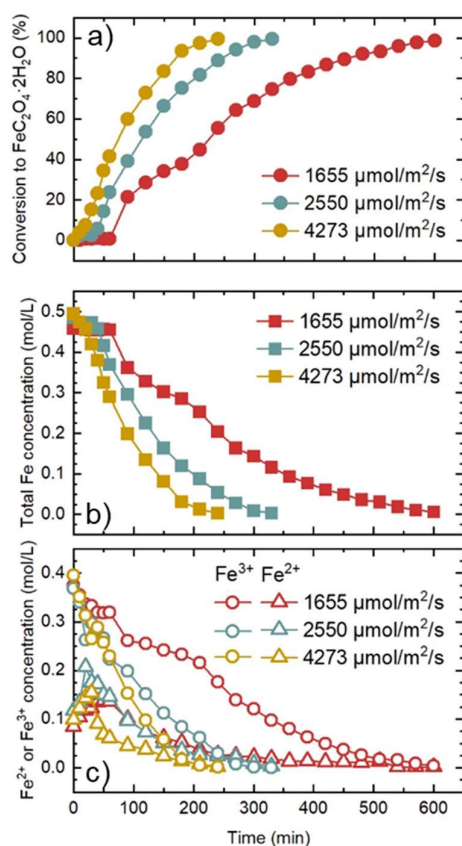 a)
Conversion to FeC₂O₄·2H₂O (%)
100
80
60
40
20
0
1655 µmol/m²/s
2550 µmol/m²/s
4273 µmol/m²/s
b)
Total Fe concentration (mol/L)
0.5
0.4
0.3
0.2
0.1
0.0
1655 µmol/m²/s
2550 µmol/m²/s
4273 µmol/m²/s
c)
Fe²⁺ or Fe³⁺ concentration (mol/L)
0.4
0.3
0.2
0.1
0.0
Fe³⁺ Fe²⁺
1655 µmol/m²/s
2550 µmol/m²/s
4273 µmol/m²/s
0 100 200 300 400 500 600
Time (min)